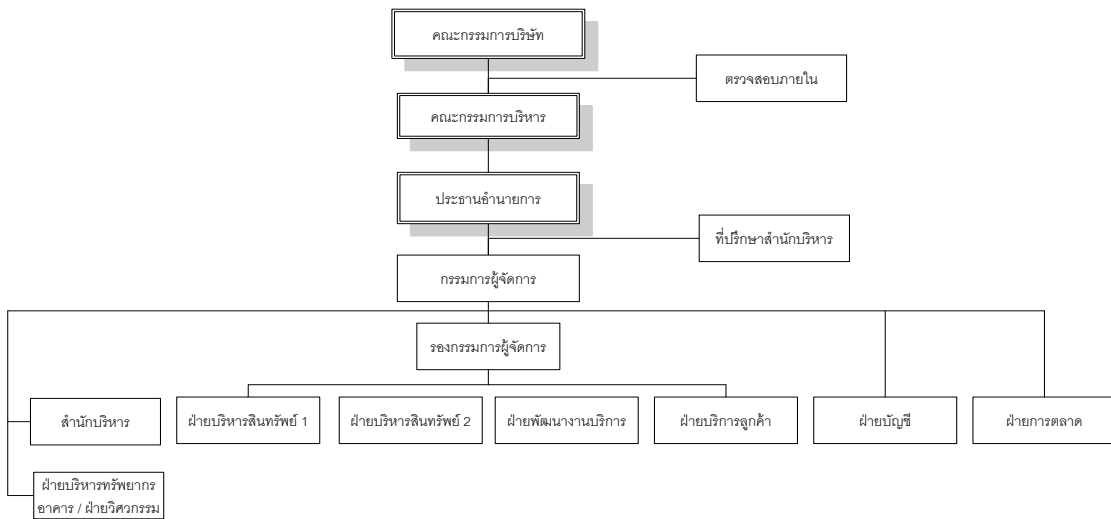 คณะกรรมการบริษัท
ตรวจสอบภายใน
คณะกรรมการบริหาร
ประธานอำนายการ
ที่ปรึกษาสำนักบริหาร
กรรมการผู้จัดการ
รองกรรมการผู้จัดการ
สำนักบริหาร
ฝ่ายบริหารสินทรัพย์ 1
ฝ่ายบริหารสินทรัพย์ 2
ฝ่ายพัฒนางานบริการ
ฝ่ายบริการลูกค้า
ฝ่ายบัญชี
ฝ่ายการตลาด
ฝ่ายบริหารทรัพยากร
อาคาร / ฝ่ายวิศวกรรม